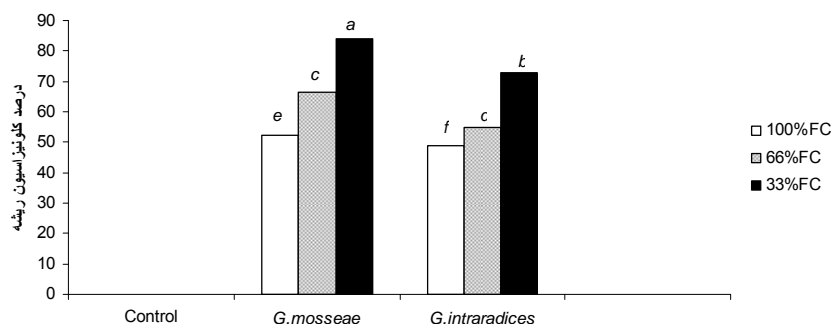 90
80
70
60
50
40
30
20
10
0
درصد کلونیزاسیون ریشه
e
c
a
f
d
b
Control
G.mosseae
G.intraradices
100%FC
66%FC
33%FC